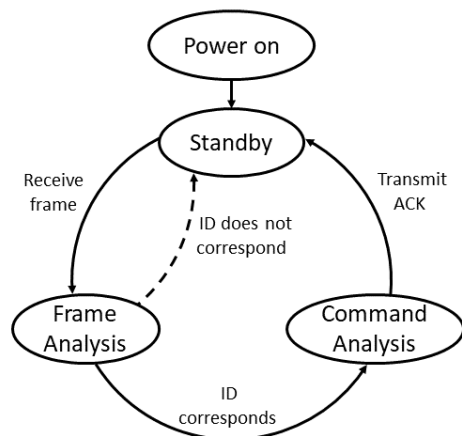 Power on
Standby
Receive
frame
Transmit
ACK
ID does not
correspond
Frame
Analysis
Command
Analysis
ID
corresponds